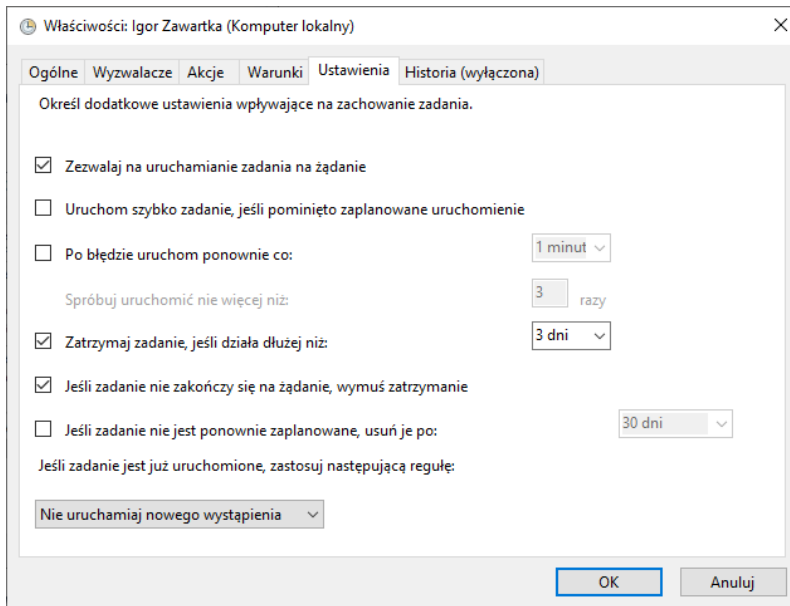 Właściwości: Igor Zawartka (Komputer lokalny)
Ogólne Wyzwalacze Akcje Warunki Ustawienia Historia (wyłączona)
Określ dodatkowe ustawienia wpływające na zachowanie zadania.
Zezwalaj na uruchamianie zadania na żądanie
Uruchom szybko zadanie, jeśli pominięto zaplanowane uruchomienie
Po błędzie uruchom ponownie co: 1 minut
Spróbuj uruchomić nie więcej niż: 3 razy
Zatrzymaj zadanie, jeśli działa dłużej niż: 3 dni
Jeśli zadanie nie zakończy się na żądanie, wymuś zatrzymanie
Jeśli zadanie nie jest ponownie zaplanowane, usuń je po: 30 dni
Jeśli zadanie jest już uruchomione, zastosuj następującą regułę:
Nie uruchamiaj nowego wystąpienia
OK Anuluj